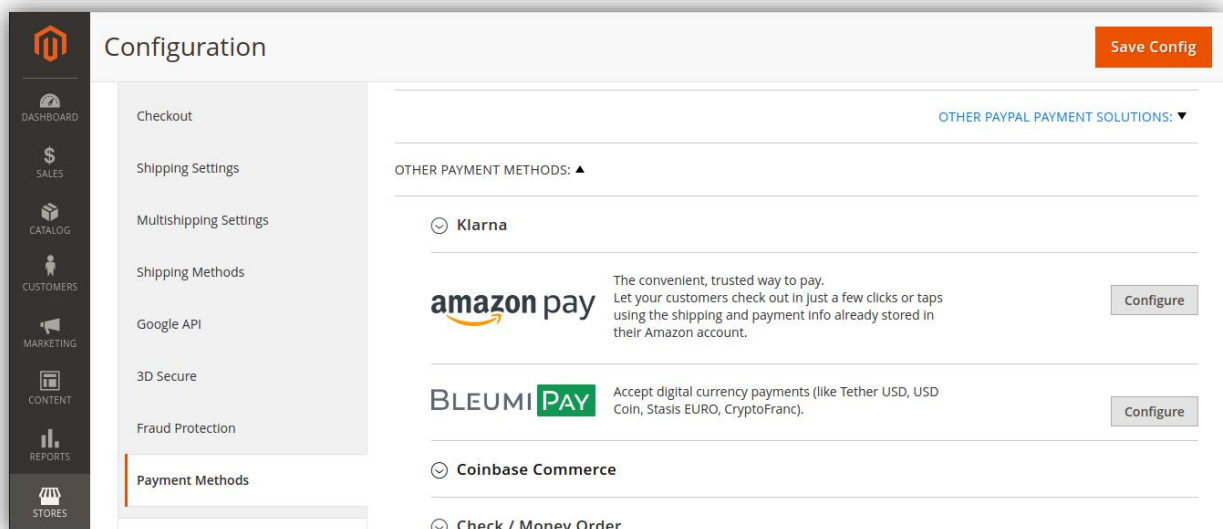 Configuration
Save Config
DASHBOARD
SALES
CATALOG
CUSTOMERS
MARKETING
CONTENT
REPORTS
STORES
Checkout
Shipping Settings
Multishipping Settings
Shipping Methods
Google API
3D Secure
Fraud Protection
Payment Methods
OTHER PAYPAL PAYMENT SOLUTIONS:
OTHER PAYMENT METHODS:
Klarna
amazon pay
The convenient, trusted way to pay.
Let your customers check out in just a few clicks or taps
using the shipping and payment info already stored in
their Amazon account.
Configure
BLEUMI PAY
Accept digital currency payments (like Tether USD, USD
Coin, Stasis EURO, CryptoFranc).
Configure
Coinbase Commerce
Check / Money Order